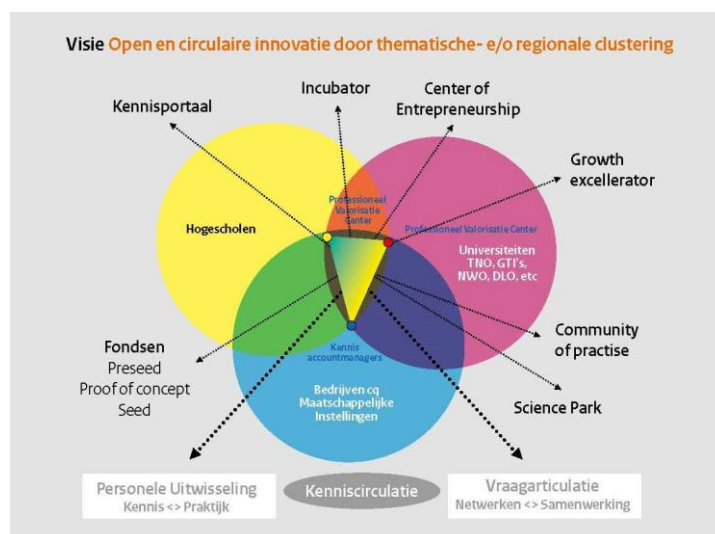 Visie Open en circulaire innovatie door thematische- e/o regionale clustering
Incubator
Center of
Entrepreneurship
Kennisportaal
Growth
excellerator
Professioneel
Valorisatie
Center
Hogescholen
Professioneel Valorisatie Center
Universiteiten
TNO, GTI's,
NWO, DLO, etc
Fondsen
Preseed
Proof of concept
Seed
Kennis
accountmanagers
Community
of practise
Bedrijven cq
Maatschappelijke
Instellingen
Science Park
Personele Uitwisseling
Kennis <> Praktijk
Kenniscirculatie
Vraagarticulatie
Netwerken <> Samenwerking